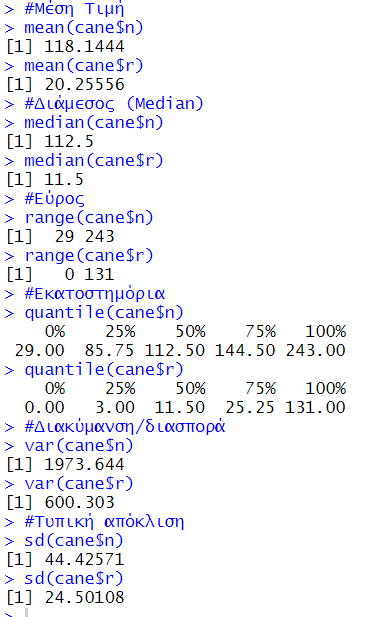 > #Μέση Τιμή
> mean(cane$n)
[1] 118.1444
> mean(cane$r)
[1] 20.25556
> #Διάμεσος (Median)
> median(cane$n)
[1] 112.5
> median(cane$r)
[1] 11.5
> #Εύρος
> range(cane$n)
[1]  29 243
> range(cane$r)
[1]   0 131
> #Εκατοστημόρια
> quantile(cane$n)
    0%    25%    50%    75%   100%
 29.00  85.75 112.50 144.50 243.00
> quantile(cane$r)
    0%    25%    50%    75%   100%
  0.00   3.00  11.50  25.25 131.00
> #Διακύμανση/διασπορά
> var(cane$n)
[1] 1973.644
> var(cane$r)
[1] 600.303
> #Τυπική απόκλιση
> sd(cane$n)
[1] 44.42571
> sd(cane$r)
[1] 24.50108
>